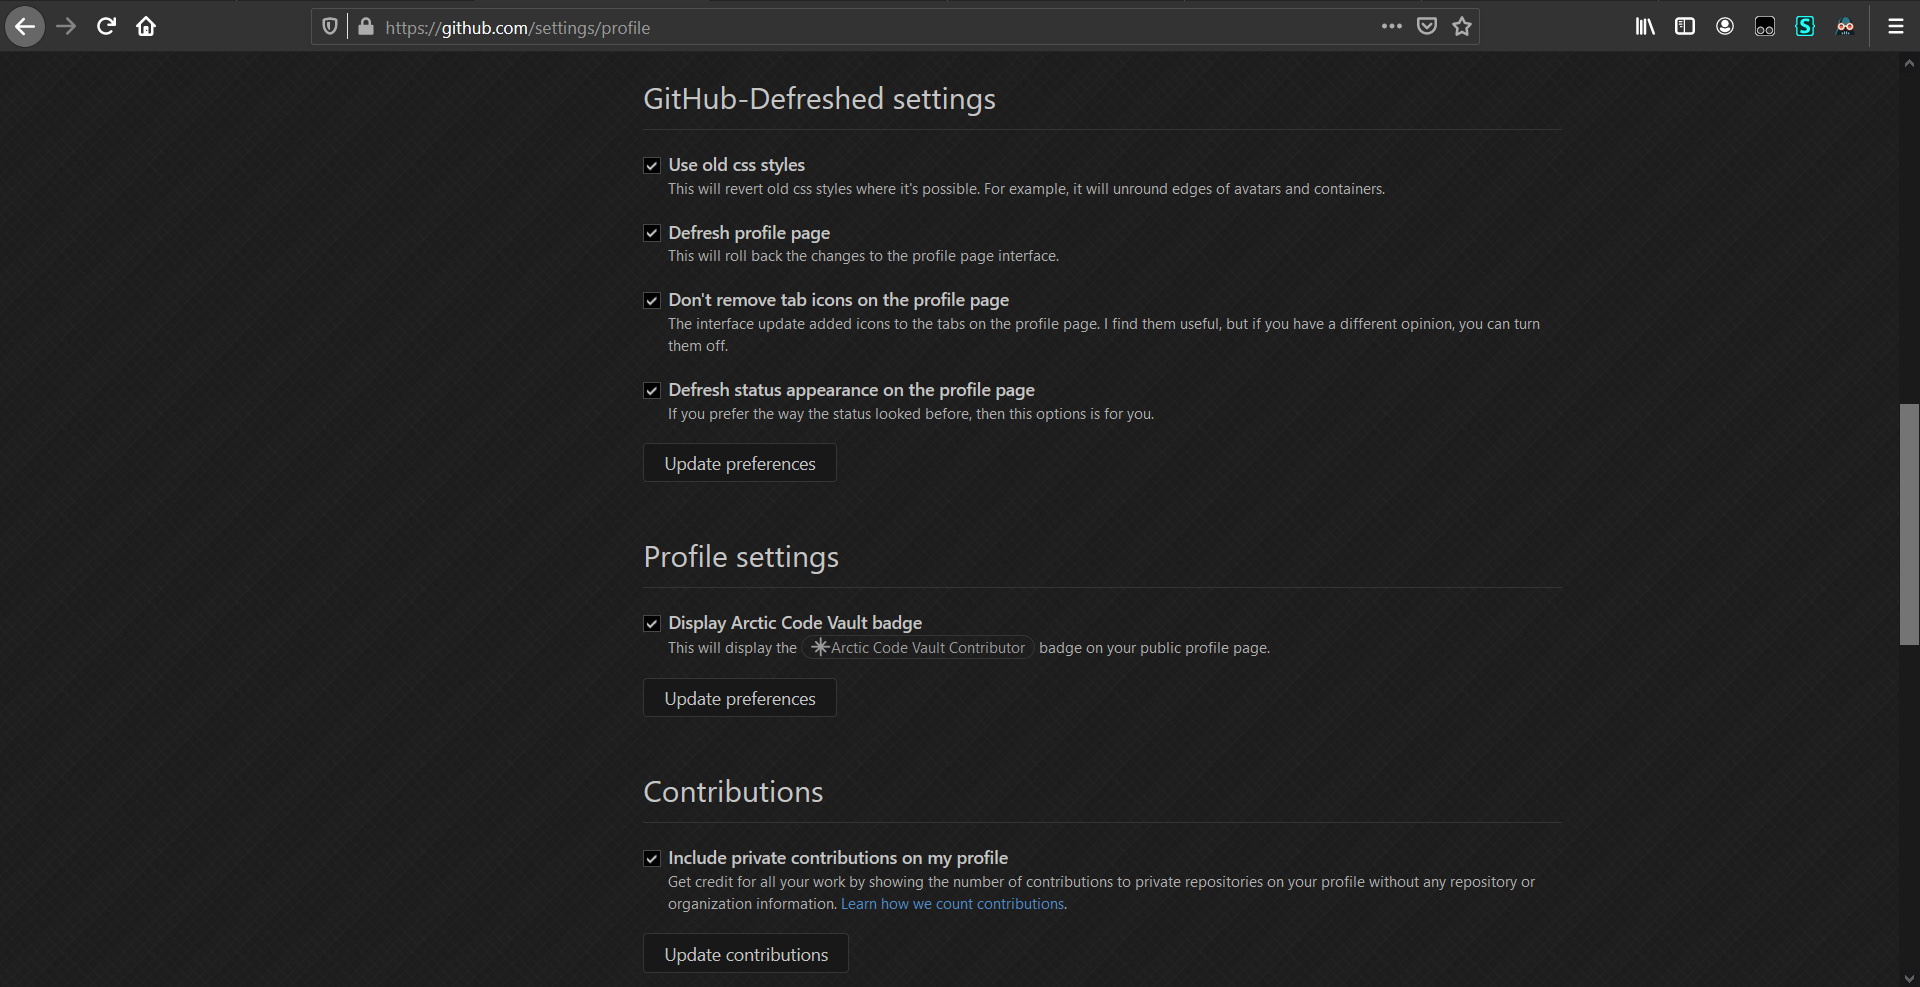 https://github.com/settings/profile
GitHub-Defreshed settings
Use old css styles
This will revert old css styles where it's possible. For example, it will unround edges of avatars and containers.
Defresh profile page
This will roll back the changes to the profile page interface.
Don't remove tab icons on the profile page
The interface update added icons to the tabs on the profile page. I find them useful, but if you have a different opinion, you can turn
them off.
Defresh status appearance on the profile page
If you prefer the way the status looked before, then this options is for you.
Update preferences
Profile settings
Display Arctic Code Vault badge
This will display the Arctic Code Vault Contributor badge on your public profile page.
Update preferences
Contributions
Include private contributions on my profile
Get credit for all your work by showing the number of contributions to private repositories on your profile without any repository or
organization information. Learn how we count contributions.
Update contributions